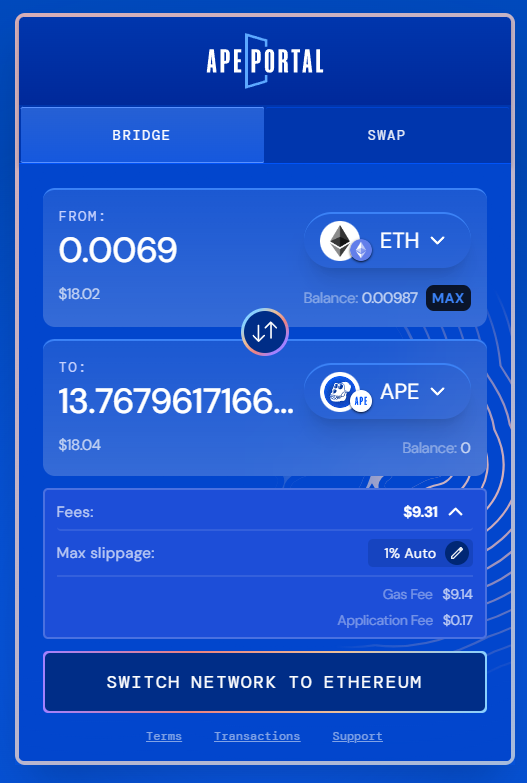 APE PORTAL
BRIDGE SWAP
FROM:
0.0069 ETH
$18.02 Balance: 0.00987 MAX
TO:
13.7679617166... APE APE
$18.04 Balance: 0
Fees: $9.31
Max slippage: 1% Auto
Gas Fee $9.14
Application Fee $0.17
SWITCH NETWORK TO ETHEREUM
Terms Transactions Support